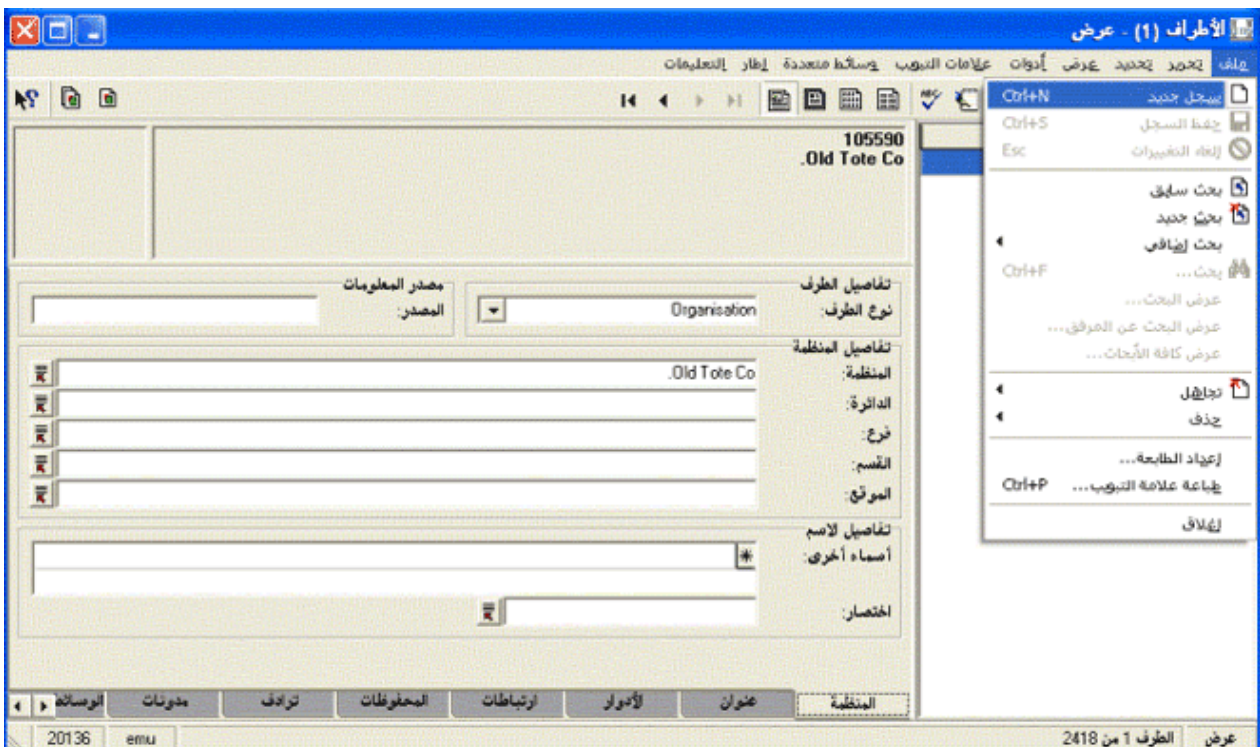 الأطراف (1) - عرض
ملف تحرير تحديد عرض أدوات علامات التبويب وسائط متعددة إطار التعليمات
سجل جديد Ctrl+N
حفظ السجل Ctrl+S
إلغاء التغييرات Esc
بحث سابق
بحث جديد
بحث إضافي
بحث... Ctrl+F
عرض البحث...
عرض البحث عن المرفق...
عرض كافة الأبحاث...
تجاهل
حذف
إعداد الطابعة...
طباعة علامة التبويب... Ctrl+P
إغلاق
105590
.Old Tote Co
تفاصيل الطرف
نوع الطرف: Organisation
مصدر المعلومات
المصدر:
تفاصيل المنظمة
المنظمة: .Old Tote Co
الدائرة:
فرع:
القسم:
الموقع:
تفاصيل الاسم
أسماء أخرى:
اختصار:
المنظمة عنوان الأدوار ارتباطات المحفوظات ترادف مدونات الوسائط
عرض الطرف 1 من 2418 emu 20136